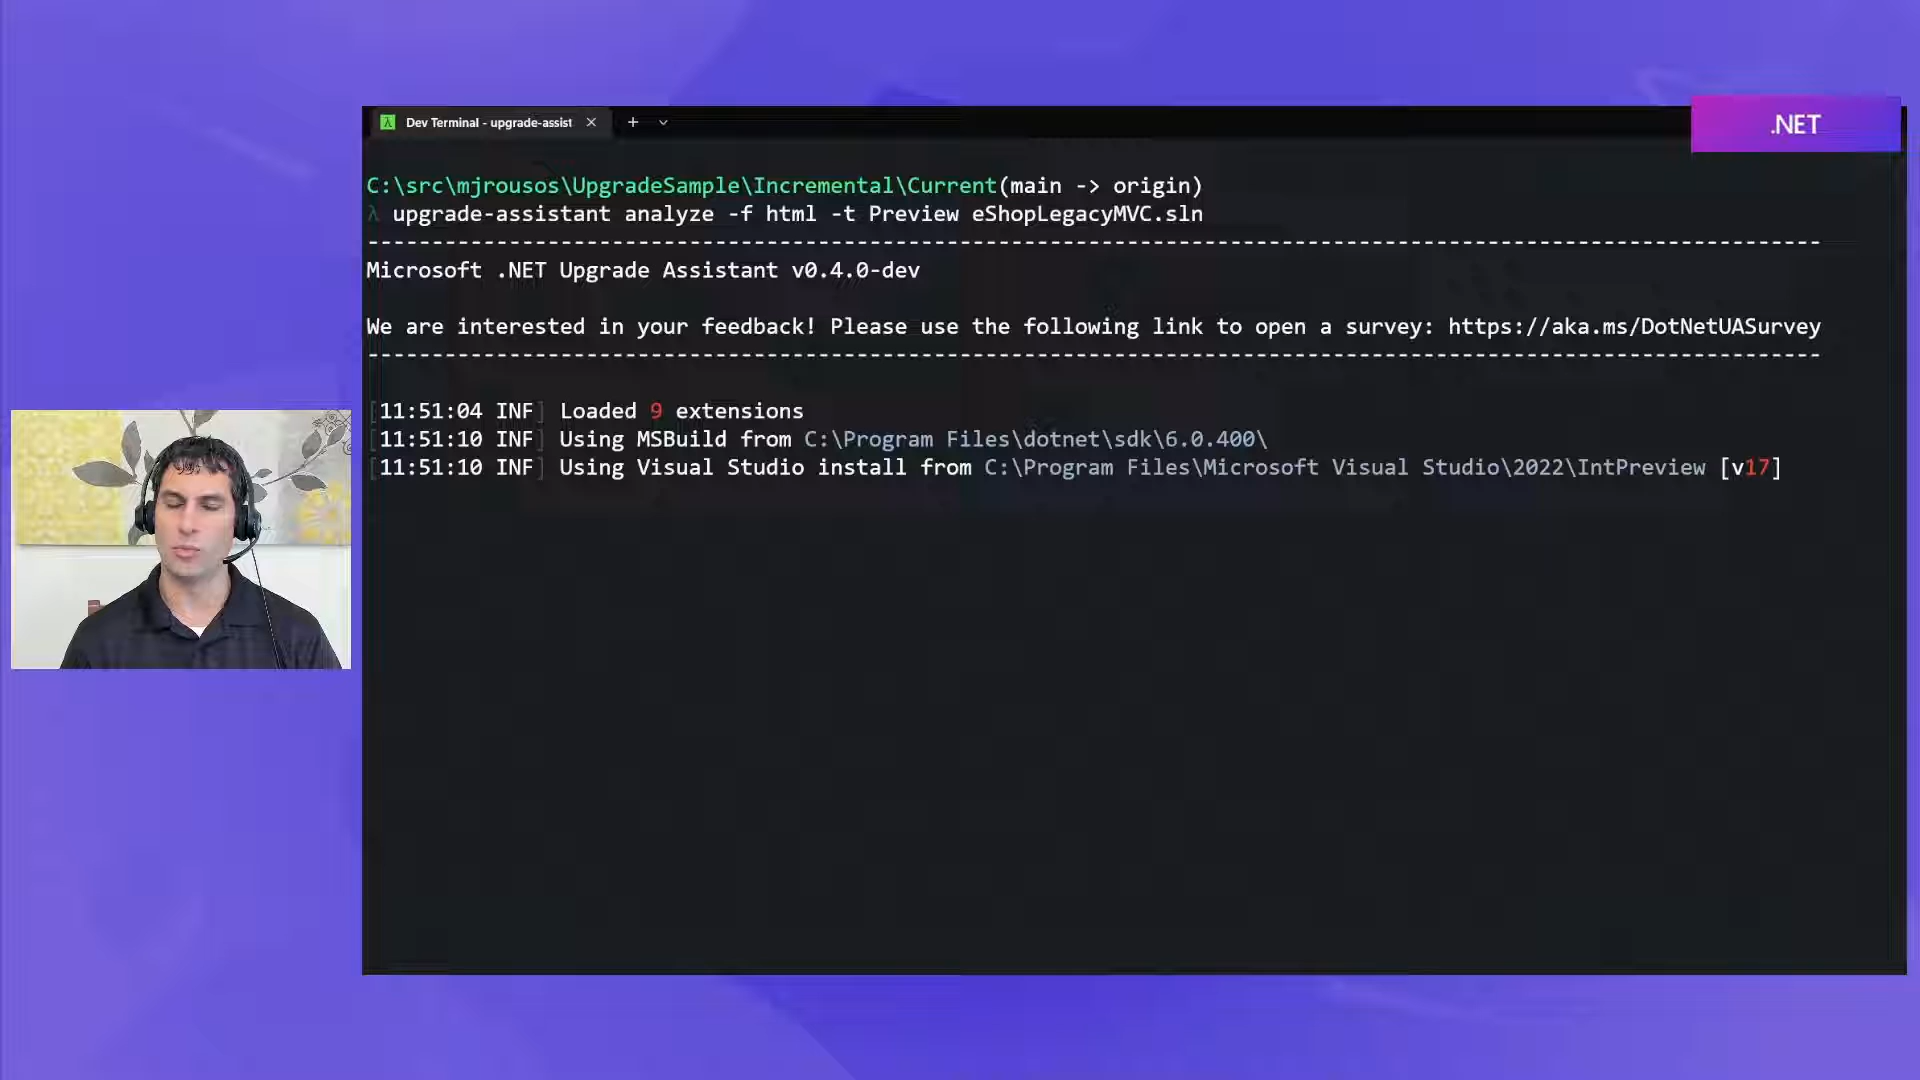 Dev Terminal - upgrade-assist
.NET
C:\src\mjrousos\UpgradeSample\Incremental\Current(main -> origin)
λ upgrade-assistant analyze -f html -t Preview eShopLegacyMVC.sln
-----------------------------------------------------------------------------------------------------------------
Microsoft .NET Upgrade Assistant v0.4.0-dev
We are interested in your feedback! Please use the following link to open a survey: https://aka.ms/DotNetUASurvey
-----------------------------------------------------------------------------------------------------------------
[11:51:04 INF] Loaded 9 extensions
[11:51:10 INF] Using MSBuild from C:\Program Files\dotnet\sdk\6.0.400\
[11:51:10 INF] Using Visual Studio install from C:\Program Files\Microsoft Visual Studio\2022\IntPreview [v17]